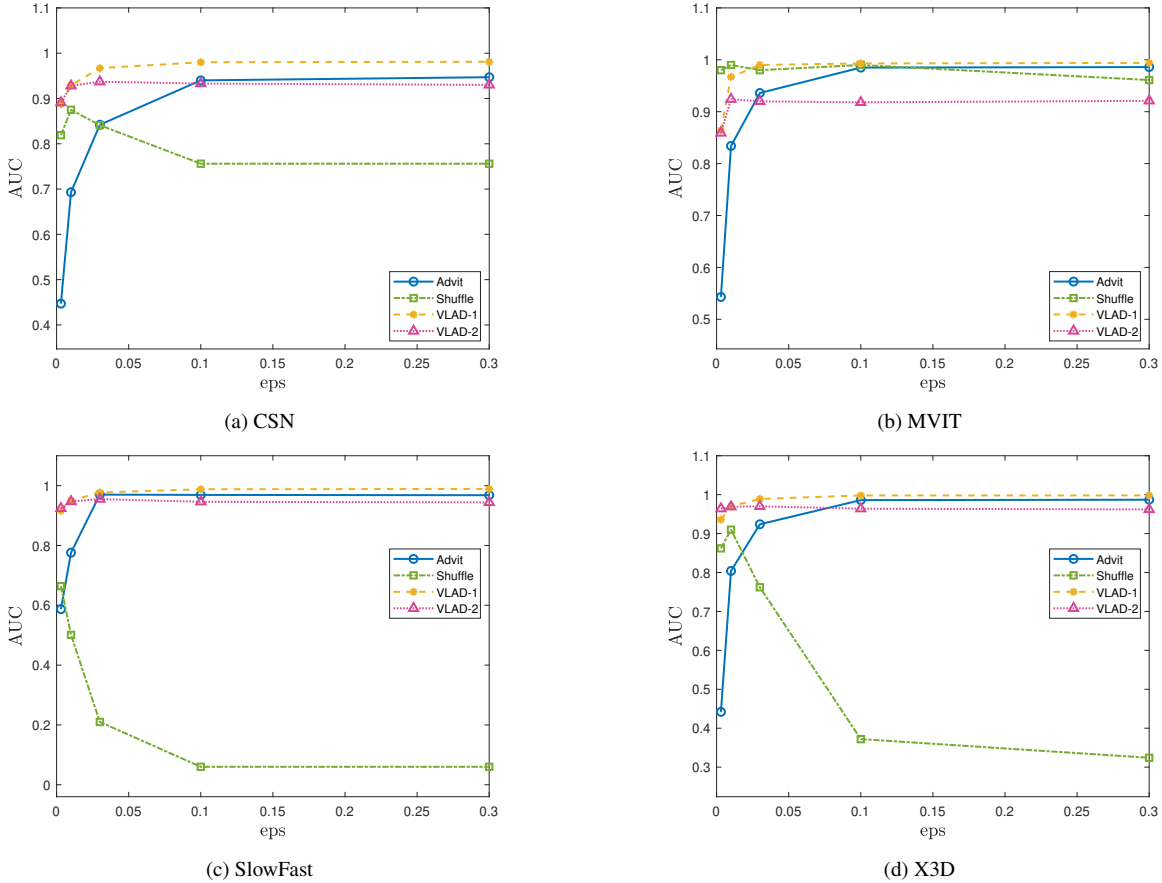 1.1
1
0.9
0.8
0.7
0.6
0.5
0.4
AUC
0 0.05 0.1 0.15 0.2 0.25 0.3
eps
Advit
Shuffle
VLAD-1
VLAD-2
(a) CSN
1.1
1
0.9
0.8
0.7
0.6
0.5
AUC
0 0.05 0.1 0.15 0.2 0.25 0.3
eps
Advit
Shuffle
VLAD-1
VLAD-2
(b) MVIT
1
0.8
0.6
0.4
0.2
0
AUC
0 0.05 0.1 0.15 0.2 0.25 0.3
eps
Advit
Shuffle
VLAD-1
VLAD-2
(c) SlowFast
1.1
1
0.9
0.8
0.7
0.6
0.5
0.4
0.3
AUC
0 0.05 0.1 0.15 0.2 0.25 0.3
eps
Advit
Shuffle
VLAD-1
VLAD-2
(d) X3D